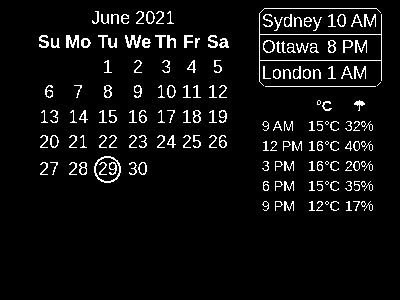 June 2021
Su Mo Tu We Th Fr Sa
1 2 3 4 5
6 7 8 9 10 11 12
13 14 15 16 17 18 19
20 21 22 23 24 25 26
27 28 29 30
Sydney 10 AM
Ottawa 8 PM
London 1 AM
°C ☂
9 AM 15°C 32%
12 PM 16°C 40%
3 PM 16°C 20%
6 PM 15°C 35%
9 PM 12°C 17%